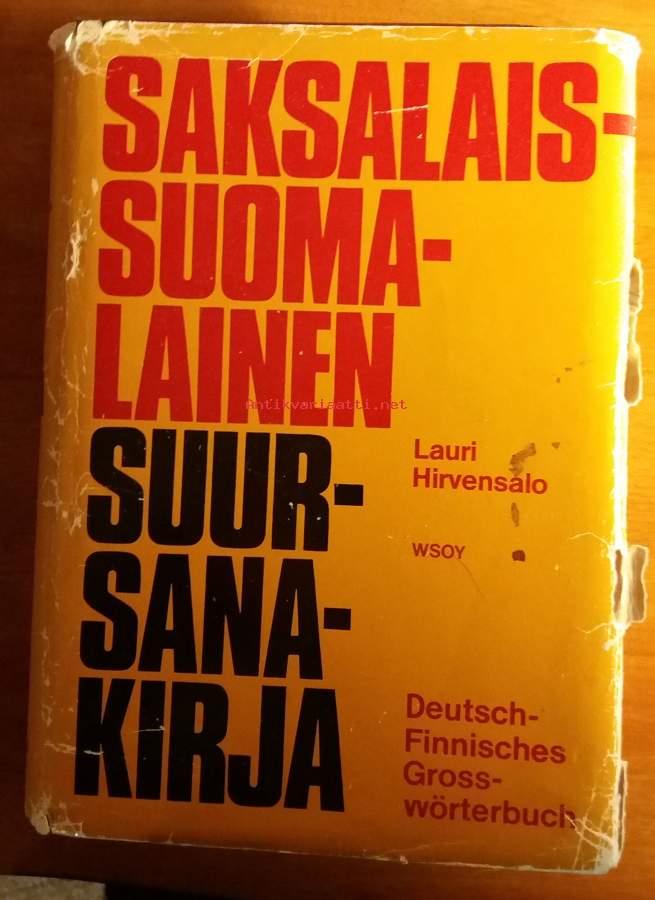 SAKSALAIS-
SUOMA-
LAINEN
antikvariaatti.net
SUUR-
SANA-
KIRJA
Lauri
Hirvensalo
WSOY
Deutsch-
Finnisches
Gross-
wörterbuch